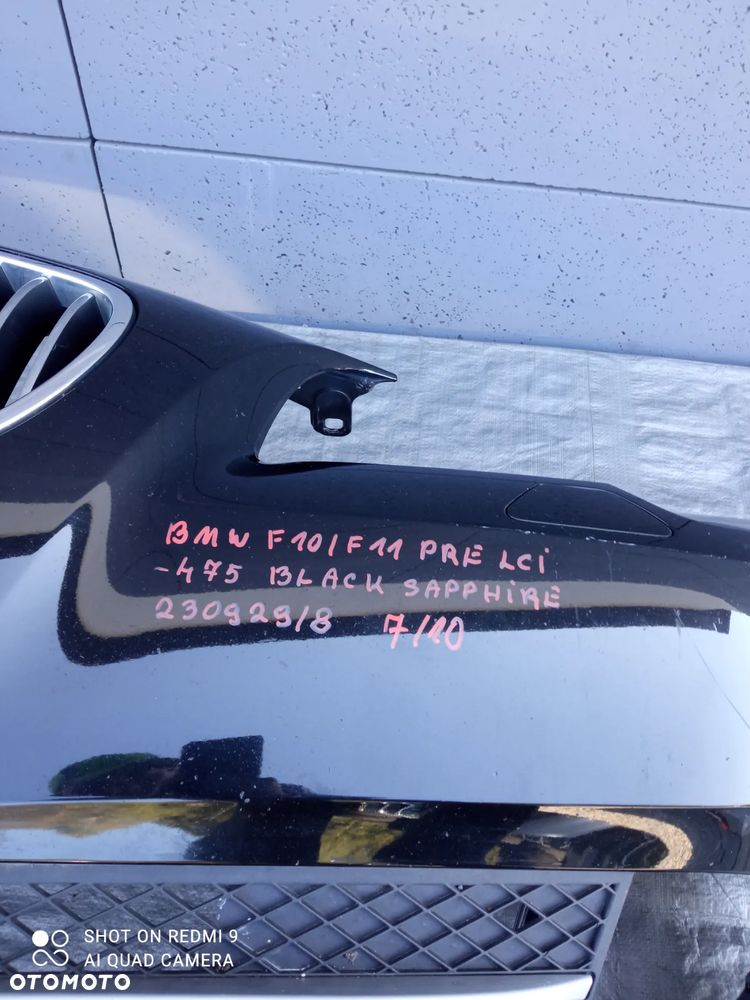 BMW F10/F11 PRE LCi
-475 BLACK SAPPHIRE
230929/8 7/10
SHOT ON REDMI 9
AI QUAD CAMERA
OTOMOTO